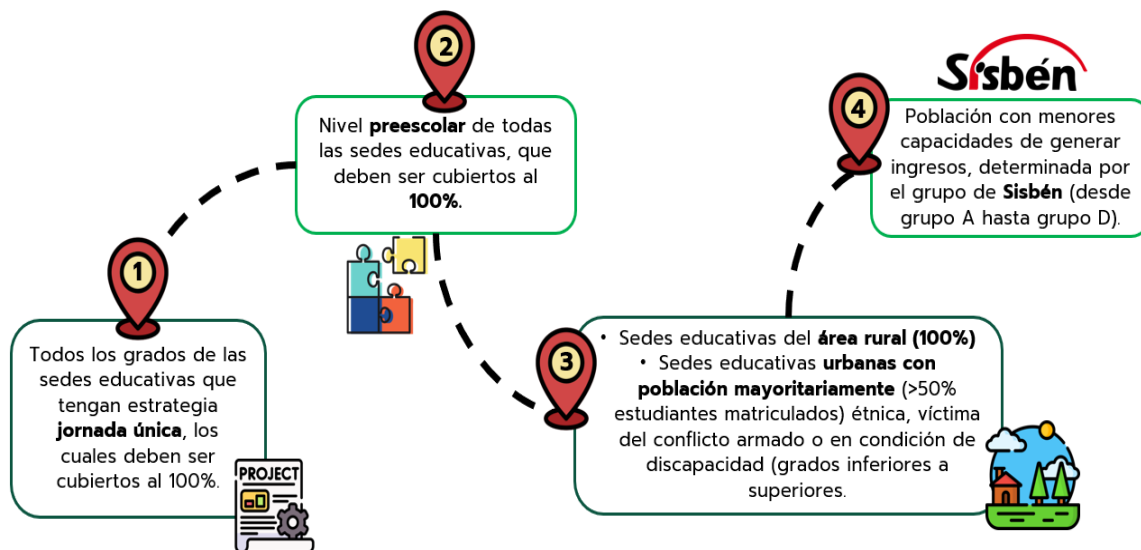 1
Todos los grados de las
sedes educativas que
tengan estrategia
jornada única, los
cuales deben ser
cubiertos al 100%.
PROJECT
2
Nivel preescolar de todas
las sedes educativas, que
deben ser cubiertos al
100%.
3
• Sedes educativas del área rural (100%)
• Sedes educativas urbanas con
población mayoritariamente (>50%
estudiantes matriculados) étnica, víctima
del conflicto armado o en condición de
discapacidad (grados inferiores a
superiores.
Sisbén
4
Población con menores
capacidades de generar
ingresos, determinada por
el grupo de Sisbén (desde
grupo A hasta grupo D).